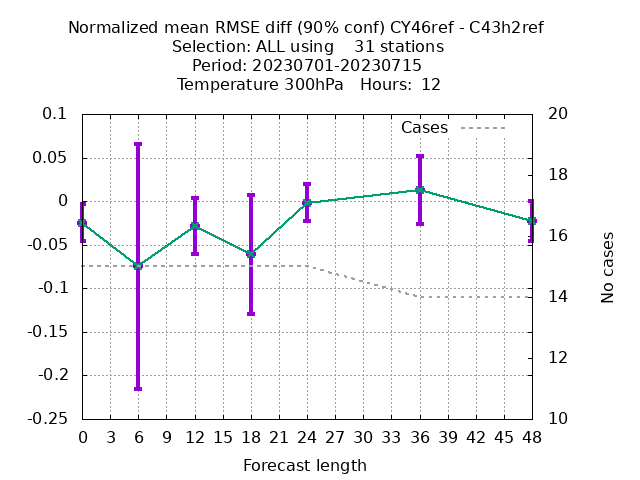 Normalized mean RMSE diff (90% conf) CY46ref - C43h2ref
Selection: ALL using    31 stations
Period: 20230701-20230715
Temperature 300hPa   Hours:  12
Cases
0.1
0.05
0
-0.05
-0.1
-0.15
-0.2
-0.25
20
18
16
14
12
10
No cases
0 3 6 9 12 15 18 21 24 27 30 33 36 39 42 45 48
Forecast length